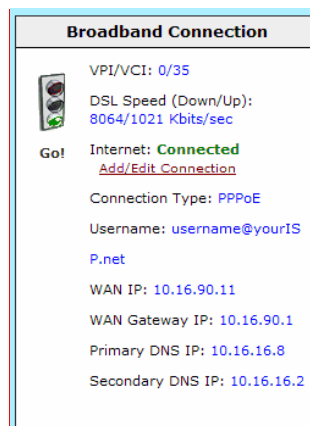 Broadband Connection
VPI/VCI: 0/35
DSL Speed (Down/Up):
8064/1021 Kbits/sec
Go!
Internet: Connected
Add/Edit Connection
Connection Type: PPPoE
Username: username@yourIS
P.net
WAN IP: 10.16.90.11
WAN Gateway IP: 10.16.90.1
Primary DNS IP: 10.16.16.8
Secondary DNS IP: 10.16.16.2